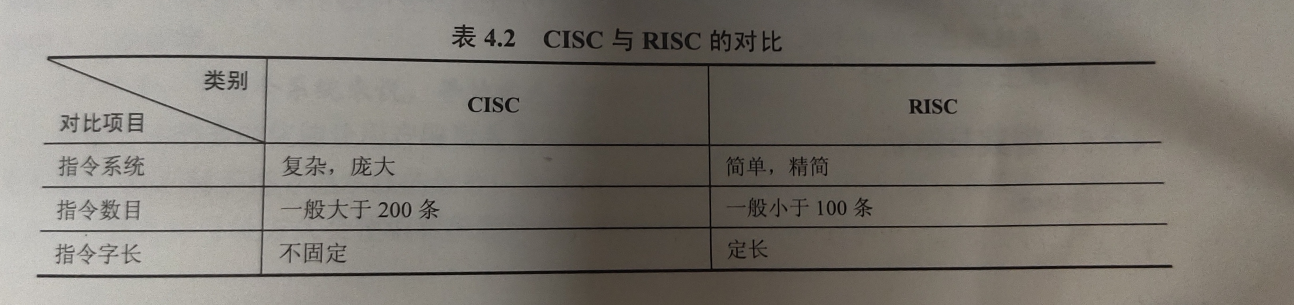 表 4.2 CISC 与 RISC 的对比
类别
对比项目
CISC
RISC
指令系统 复杂，庞大 简单，精简
指令数目 一般大于 200 条 一般小于 100 条
指令字长 不固定 定长